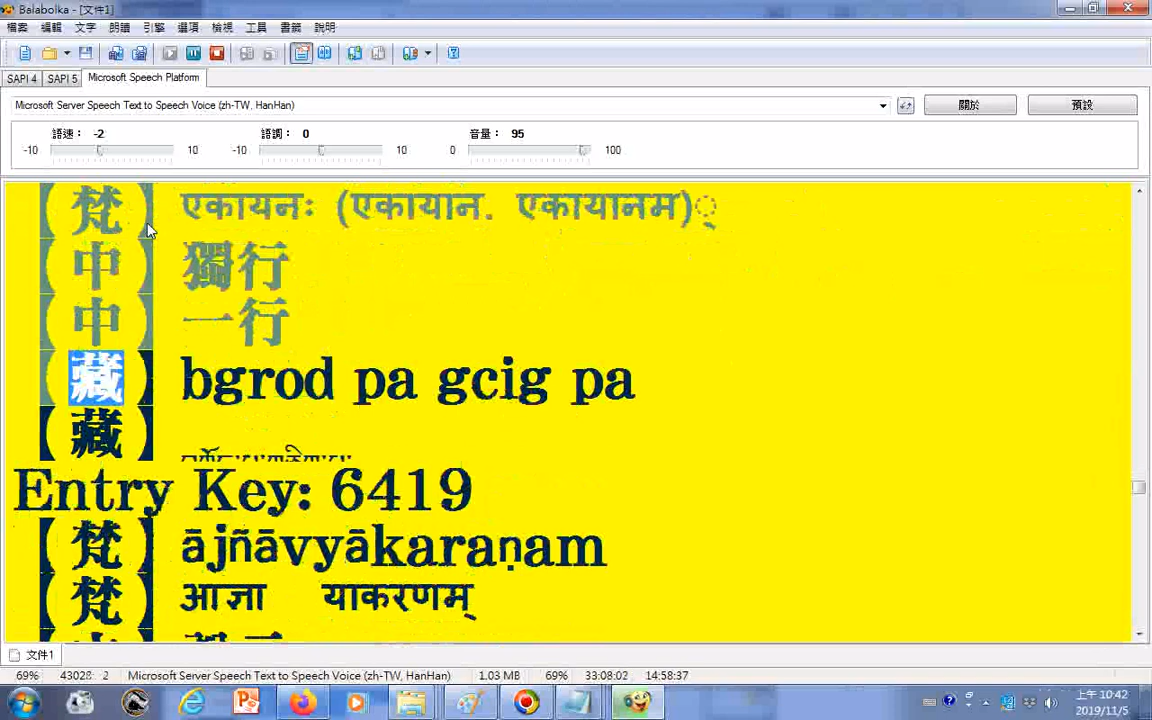 Balabolka - [文件1]
檔案 編輯 文字 朗讀 引擎 選項 檢視 工具 書籤 說明
SAPI 4 SAPI 5 Microsoft Speech Platform
Microsoft Server Speech Text to Speech Voice (zh-TW, HanHan) 關於 預設
語速： -2 語調： 0 音量： 95
-10 10 -10 10 0 100
【梵】 एकायनः (एकायान. एकायानम)्
【中】 獨行
【中】 一行
【藏】 bgrod pa gcig pa
【藏】
Entry Key: 6419
【梵】 ājñāvyākaraṇam
【梵】 आज्ञा याकरणम्
文件1
69% 43028: 2 Microsoft Server Speech Text to Speech Voice (zh-TW, HanHan) 1.03 MB 69% 33:08:02 14:58:37
上午 10:42
2019/11/5